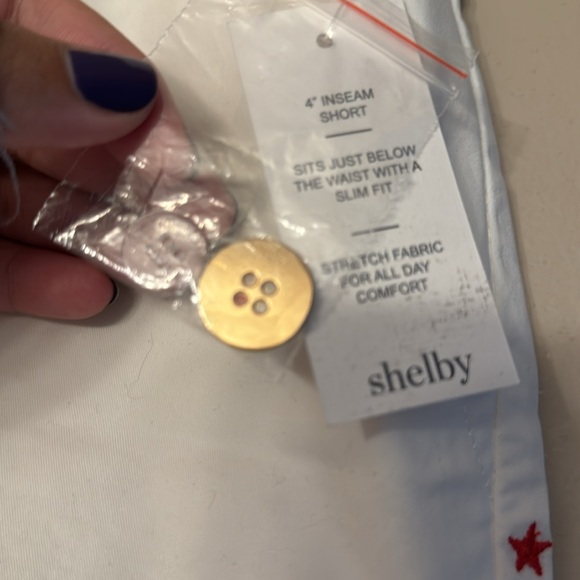 4" INSEAM
SHORT
SITS JUST BELOW
THE WAIST WITH A
SLIM FIT
STRETCH FABRIC
FOR ALL DAY
COMFORT
shelby